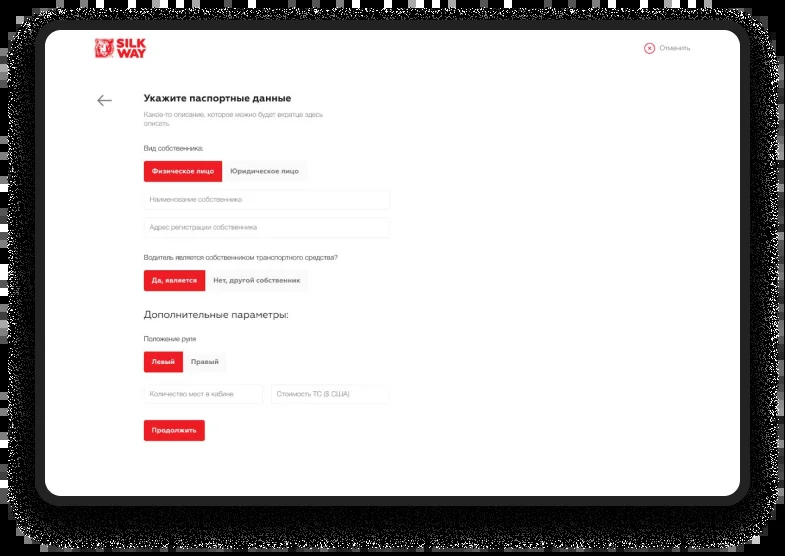 SILK
WAY
Отменить
Укажите паспортные данные
Какое-то описание, которое можно будет вкратце здесь
описать
Вид собственника:
Физическое лицо
Юридическое лицо
Наименование собственника
Адрес регистрации собственника
Водитель является собственником транспортного средства?
Да, является
Нет, другой собственник
Дополнительные параметры:
Положение руля
Левый
Правый
Количество мест в кабине
Стоимость ТС ($ США)
Продолжить